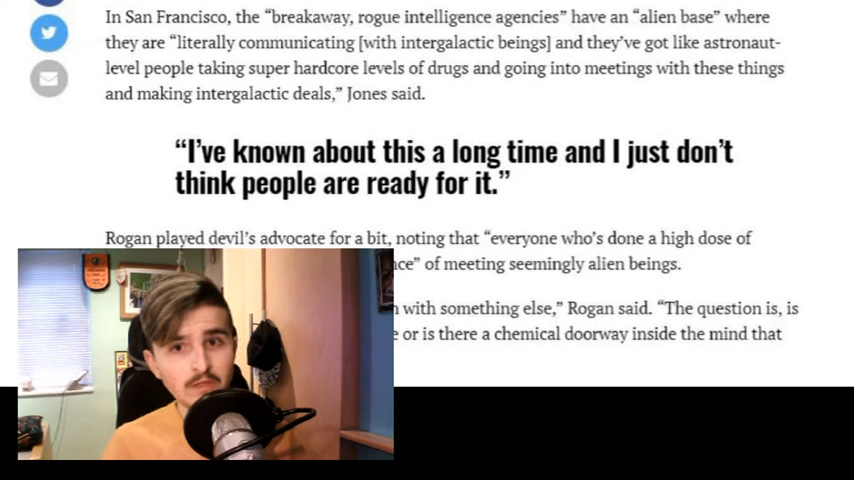 In San Francisco, the “breakaway, rogue intelligence agencies” have an “alien base” where
they are “literally communicating [with intergalactic beings] and they’ve got like astronaut-
level people taking super hardcore levels of drugs and going into meetings with these things
and making intergalactic deals,” Jones said.
“I’ve known about this a long time and I just don’t
think people are ready for it.”
Rogan played devil’s advocate for a bit, noting that “everyone who’s done a high dose of
of meeting seemingly alien beings.
with something else,” Rogan said. “The question is, is
or is there a chemical doorway inside the mind that